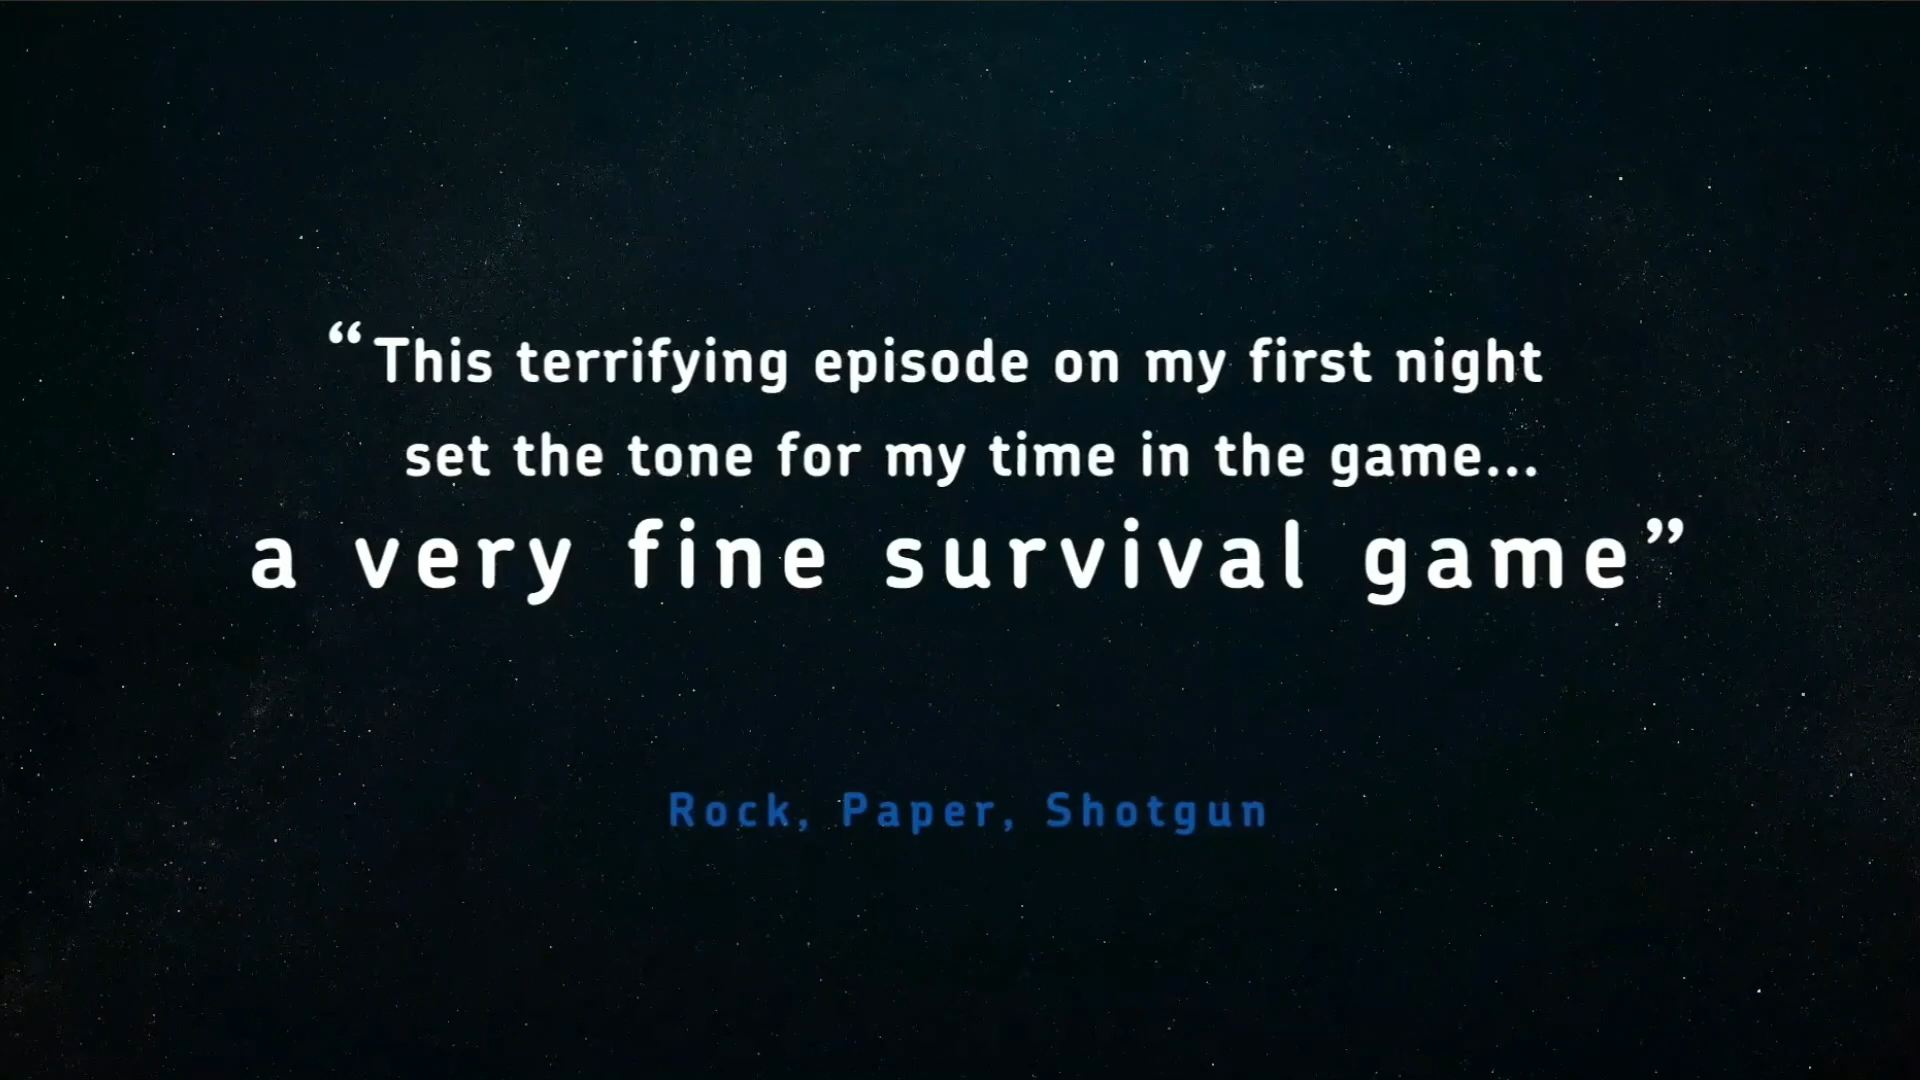 “This terrifying episode on my first night
set the tone for my time in the game...
a very fine survival game”
Rock, Paper, Shotgun